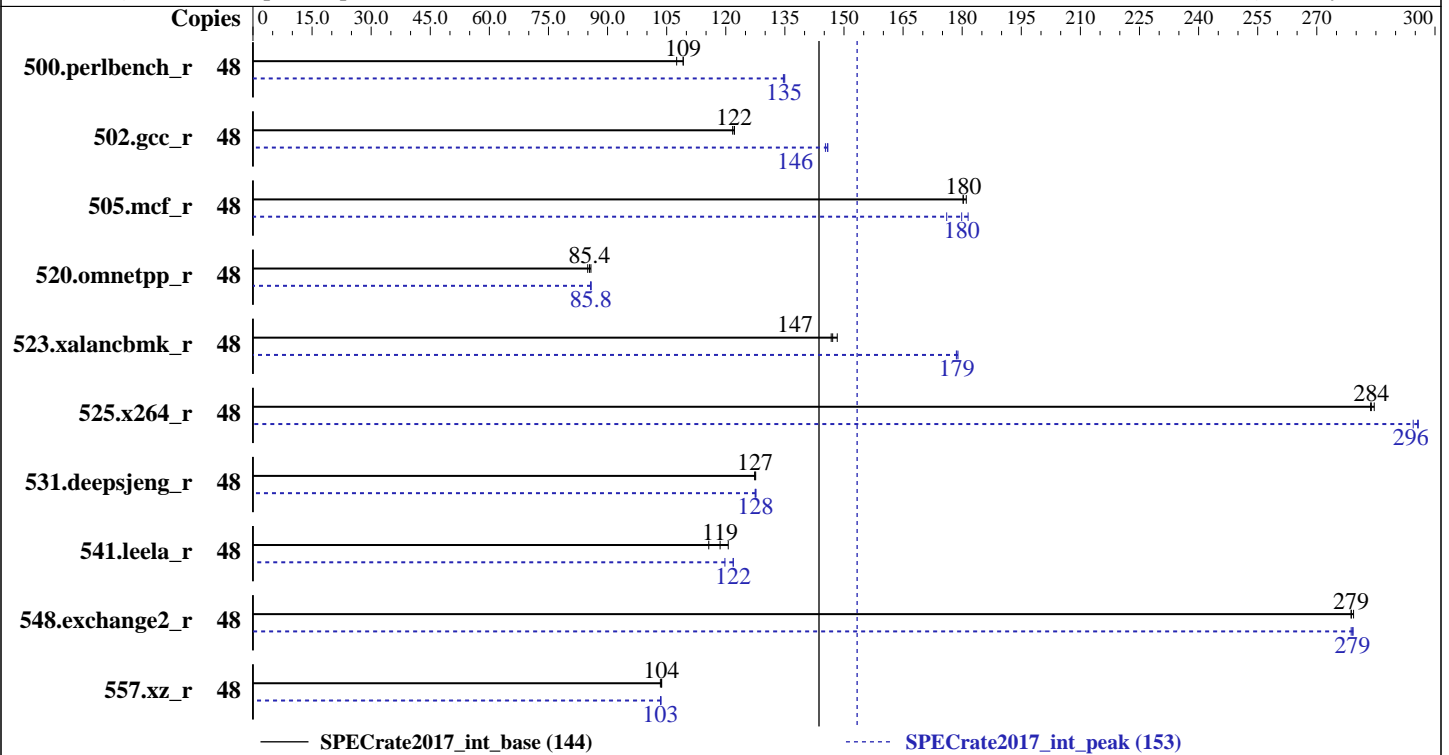 Copies 0 15.0 30.0 45.0 60.0 75.0 90.0 105 120 135 150 165 180 195 210 225 240 255 270 300
109
500.perlbench_r 48
135
122
502.gcc_r 48
146
180
505.mcf_r 48
180
85.4
520.omnetpp_r 48
85.8
147
523.xalancbmk_r 48
179
284
525.x264_r 48
296
127
531.deepsjeng_r 48
128
119
541.leela_r 48
122
279
548.exchange2_r 48
279
104
557.xz_r 48
103
SPECrate2017_int_base (144) SPECrate2017_int_peak (153)